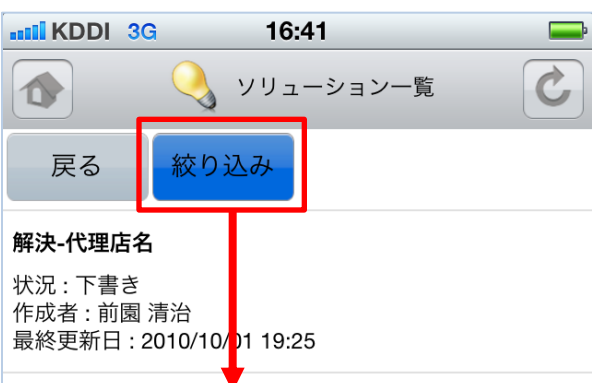 KDDI 3G 16:41
ソリューション一覧
戻る 絞り込み
解決-代理店名
状況 : 下書き
作成者 : 前園 清治
最終更新日 : 2010/10/01 19:25